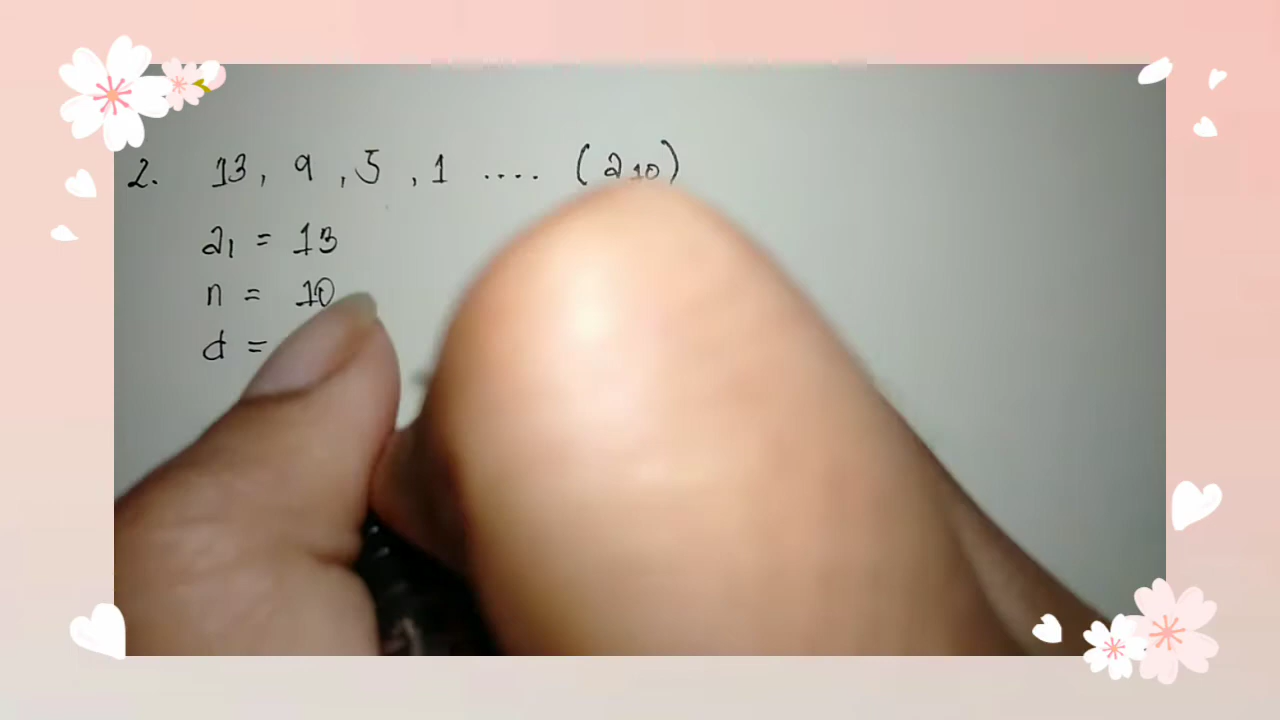 2. 13, 9, 5, 1 .... (a10)
a1 = 13
n = 10
d =